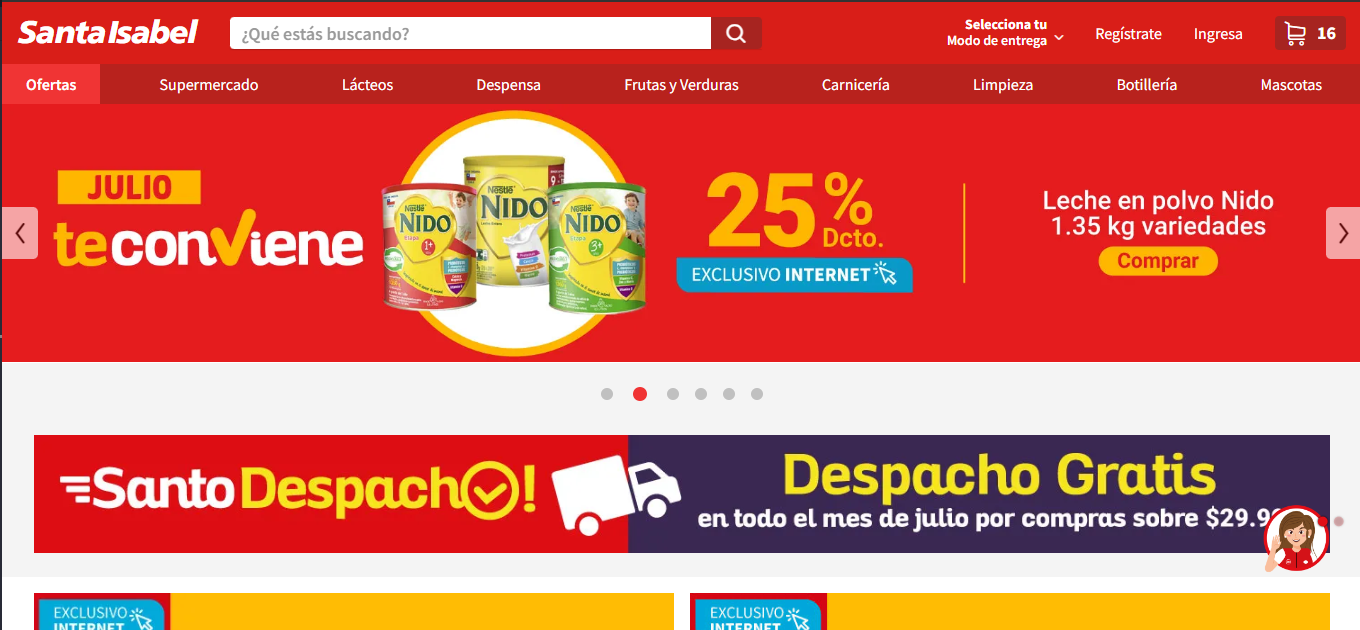 Santa Isabel
¿Qué estás buscando?
Selecciona tu
Modo de entrega
Regístrate
Ingresa
16
Ofertas
Supermercado
Lácteos
Despensa
Frutas y Verduras
Carnicería
Limpieza
Botillería
Mascotas
JULIO
te conviene
Nestlé
NIDO
Etapa
1+
Nestlé
NIDO
Nestlé
NIDO
Etapa
3+
25%
Dcto.
EXCLUSIVO INTERNET
Leche en polvo Nido
1.35 kg variedades
Comprar
Santo Despacho!
Despacho Gratis
en todo el mes de julio por compras sobre $29.9
EXCLUSIVO
INTERNET
EXCLUSIVO
INTERNET